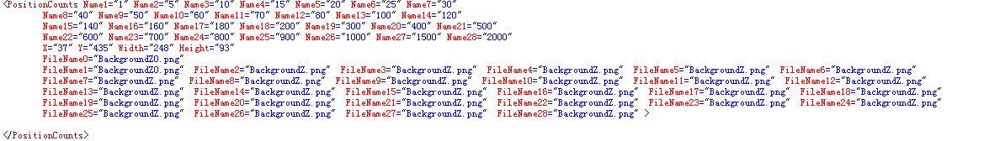 <PositionCounts Name1="1" Name2="5" Name3="10" Name4="15" Name5="20" Name6="25" Name7="30"
Name8="40" Name9="50" Name10="60" Name11="70" Name12="80" Name13="100" Name14="120"
Name15="140" Name16="160" Name17="180" Name18="200" Name19="300" Name20="400" Name21="500"
Name22="600" Name23="700" Name24="800" Name25="900" Name26="1000" Name27="1500" Name28="2000"
X="37" Y="435" Width="248" Height="93"
FileName0="BackgroundZ0.png"
FileName1="BackgroundZ0.png" FileName2="BackgroundZ.png" FileName3="BackgroundZ.png" FileName4="BackgroundZ.png" FileName5="BackgroundZ.png" FileName6="BackgroundZ.png"
FileName7="BackgroundZ.png" FileName8="BackgroundZ.png" FileName9="BackgroundZ.png" FileName10="BackgroundZ.png" FileName11="BackgroundZ.png" FileName12="BackgroundZ.png"
FileName13="BackgroundZ.png" FileName14="BackgroundZ.png" FileName15="BackgroundZ.png" FileName16="BackgroundZ.png" FileName17="BackgroundZ.png" FileName18="BackgroundZ.png"
FileName19="BackgroundZ.png" FileName20="BackgroundZ.png" FileName21="BackgroundZ.png" FileName22="BackgroundZ.png" FileName23="BackgroundZ.png" FileName24="BackgroundZ.png"
FileName25="BackgroundZ.png" FileName26="BackgroundZ.png" FileName27="BackgroundZ.png" FileName28="BackgroundZ.png" >
</PositionCounts>